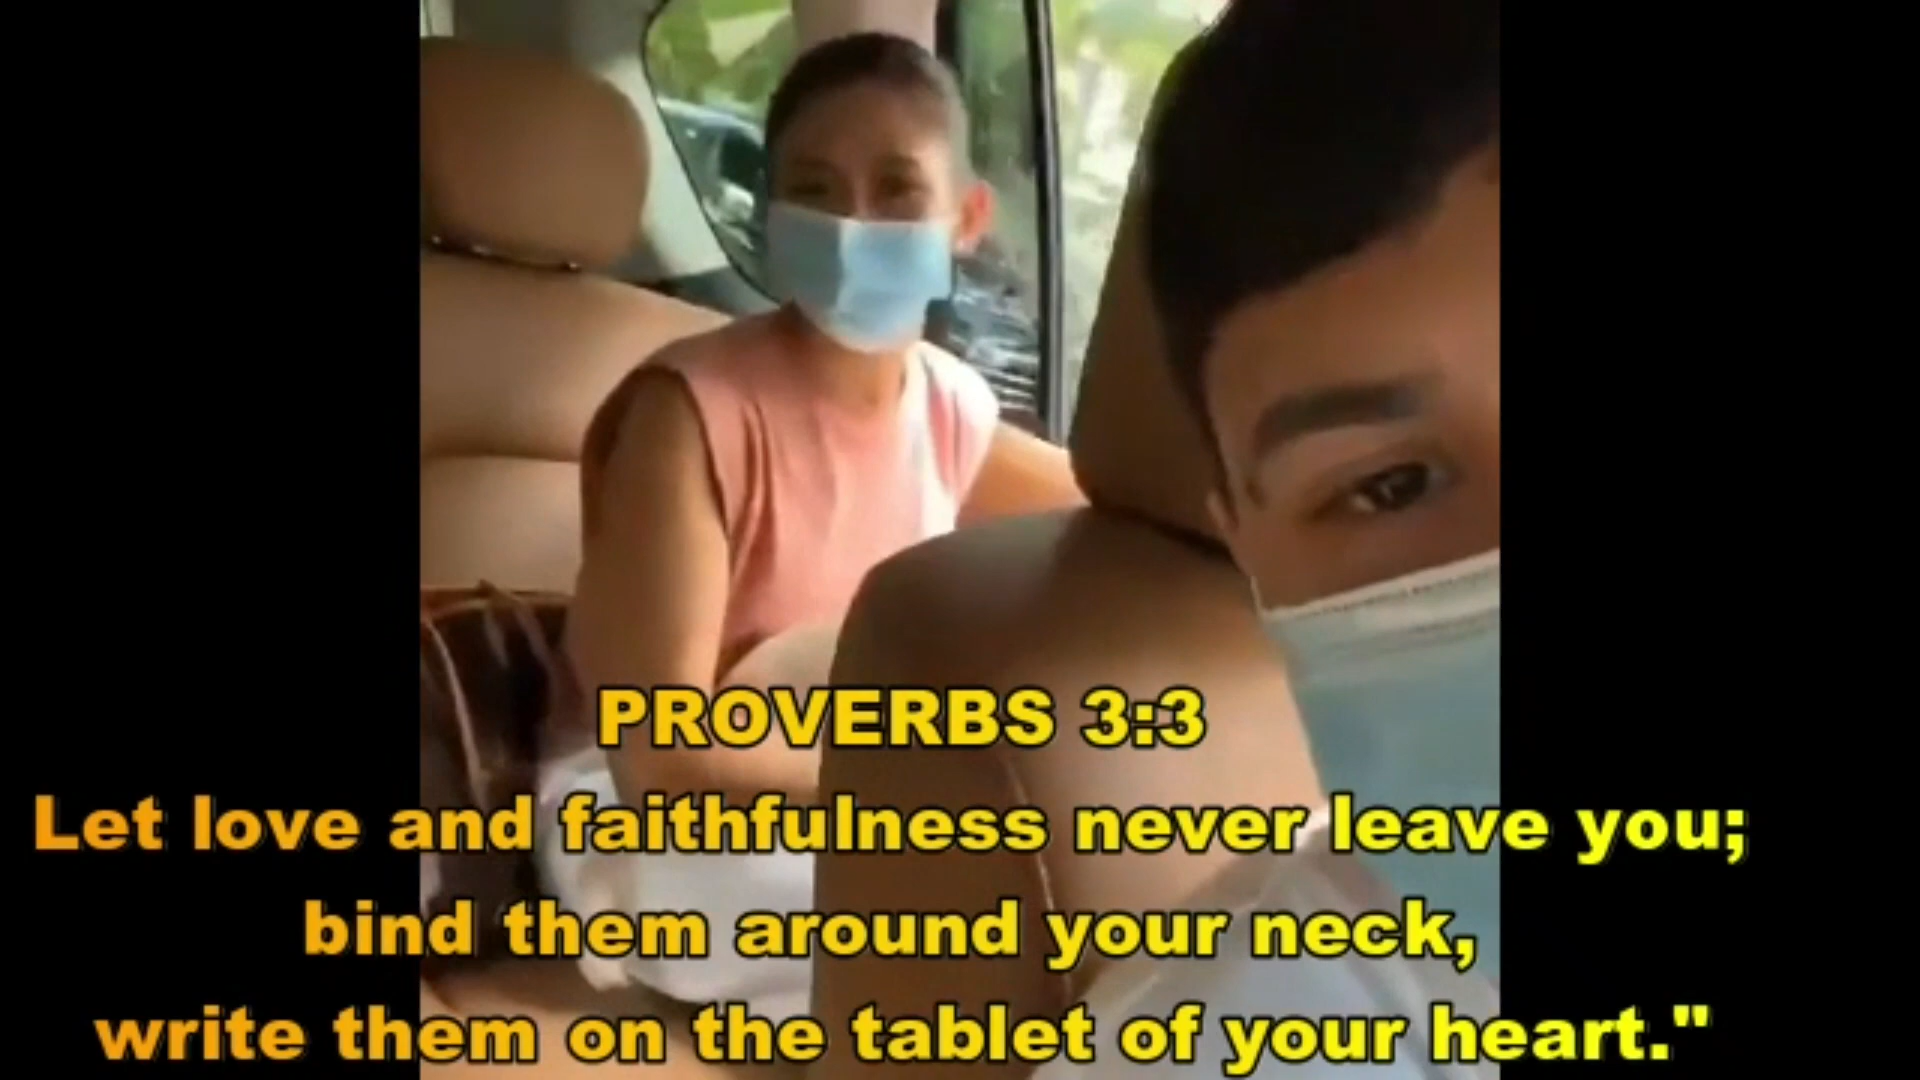 PROVERBS 3:3
Let love and faithfulness never leave you;
bind them around your neck,
write them on the tablet of your heart."